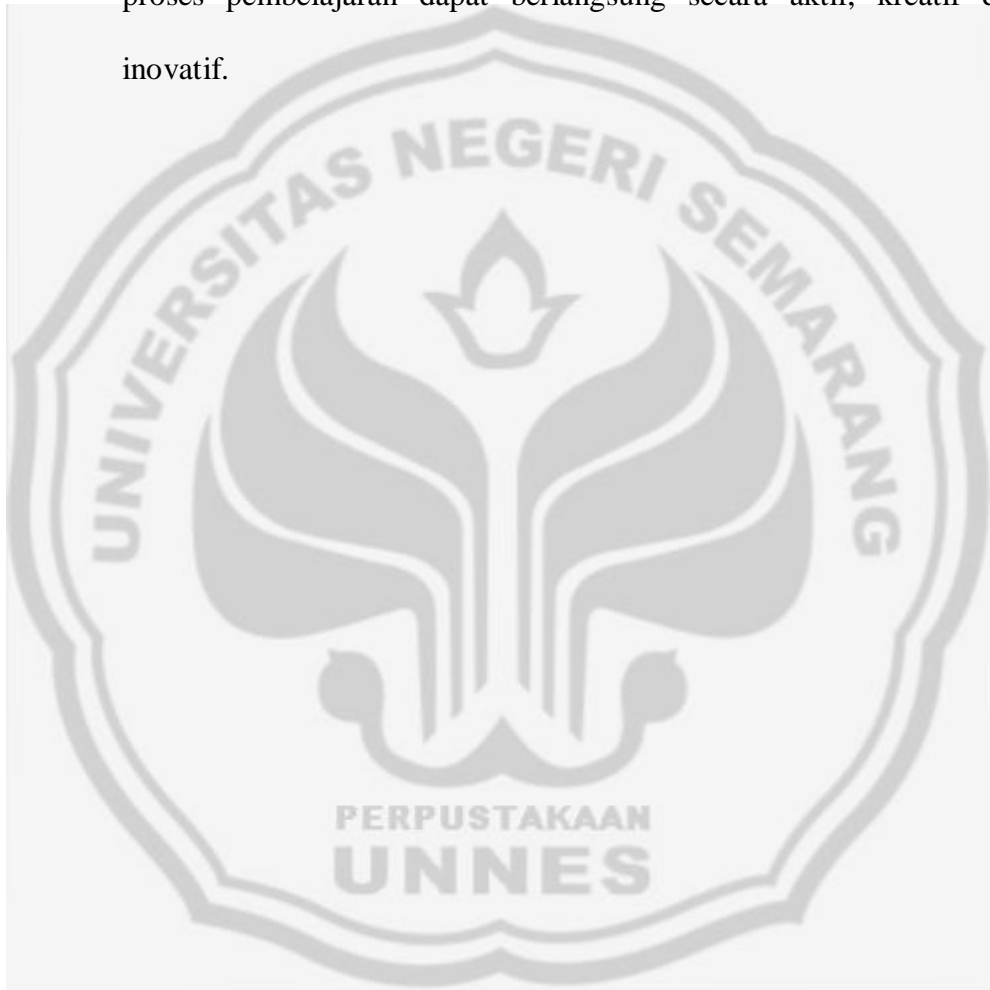 proses pembelajaran dapat berlangsung secara aktif, kreatif
inovatif.
UNIVERSITAS NEGERI SEMARANG
PERPUSTAKAAN
UNNES